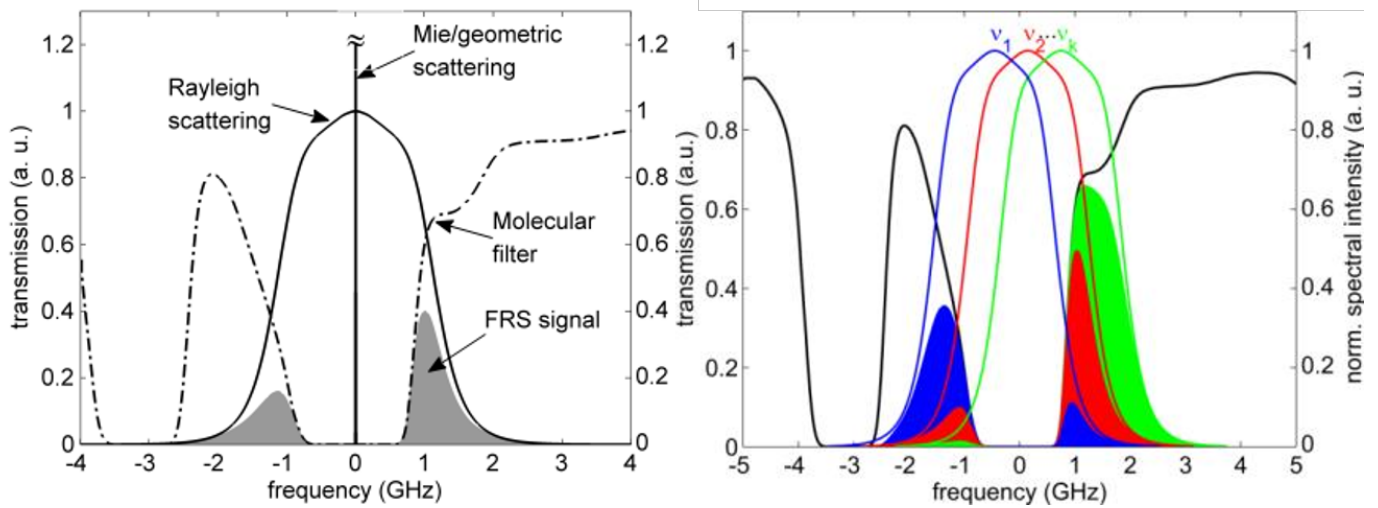 1.2
1
0.8
0.6
0.4
0.2
0
transmission (a. u.)
≈
Mie/geometric
scattering
Rayleigh
scattering
Molecular
filter
FRS signal
1.2
1
0.8
0.6
0.4
0.2
0
-4 -3 -2 -1 0 1 2 3 4
frequency (GHz)
1
0.8
0.6
0.4
0.2
0
transmission (a.u.)
ν1 ν2...νk
1
0.8
0.6
0.4
0.2
0
norm. spectral intensity (a. u.)
-5 -4 -3 -2 -1 0 1 2 3 4 5
frequency (GHz)